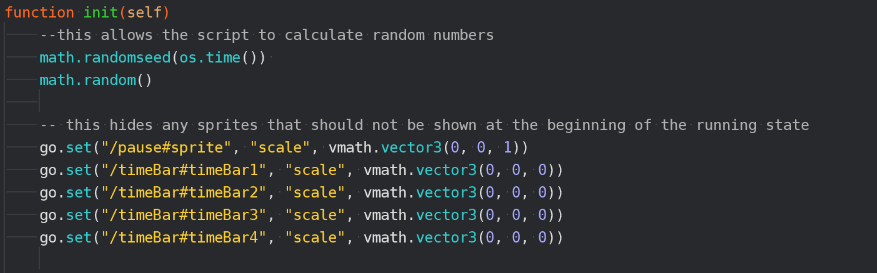 function init(self)
--this allows the script to calculate random numbers
math.randomseed(os.time())
math.random()
-- this hides any sprites that should not be shown at the beginning of the running state
go.set("/pause#sprite", "scale", vmath.vector3(0, 0, 1))
go.set("/timeBar#timeBar1", "scale", vmath.vector3(0, 0, 0))
go.set("/timeBar#timeBar2", "scale", vmath.vector3(0, 0, 0))
go.set("/timeBar#timeBar3", "scale", vmath.vector3(0, 0, 0))
go.set("/timeBar#timeBar4", "scale", vmath.vector3(0, 0, 0))